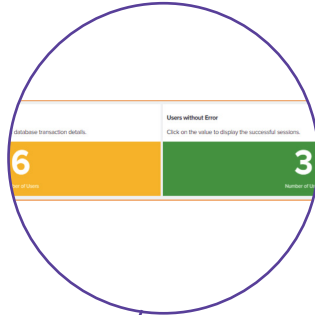 Users without Error
database transaction details.
Click on the value to display the successful sessions.
6
3
of Users
Number of